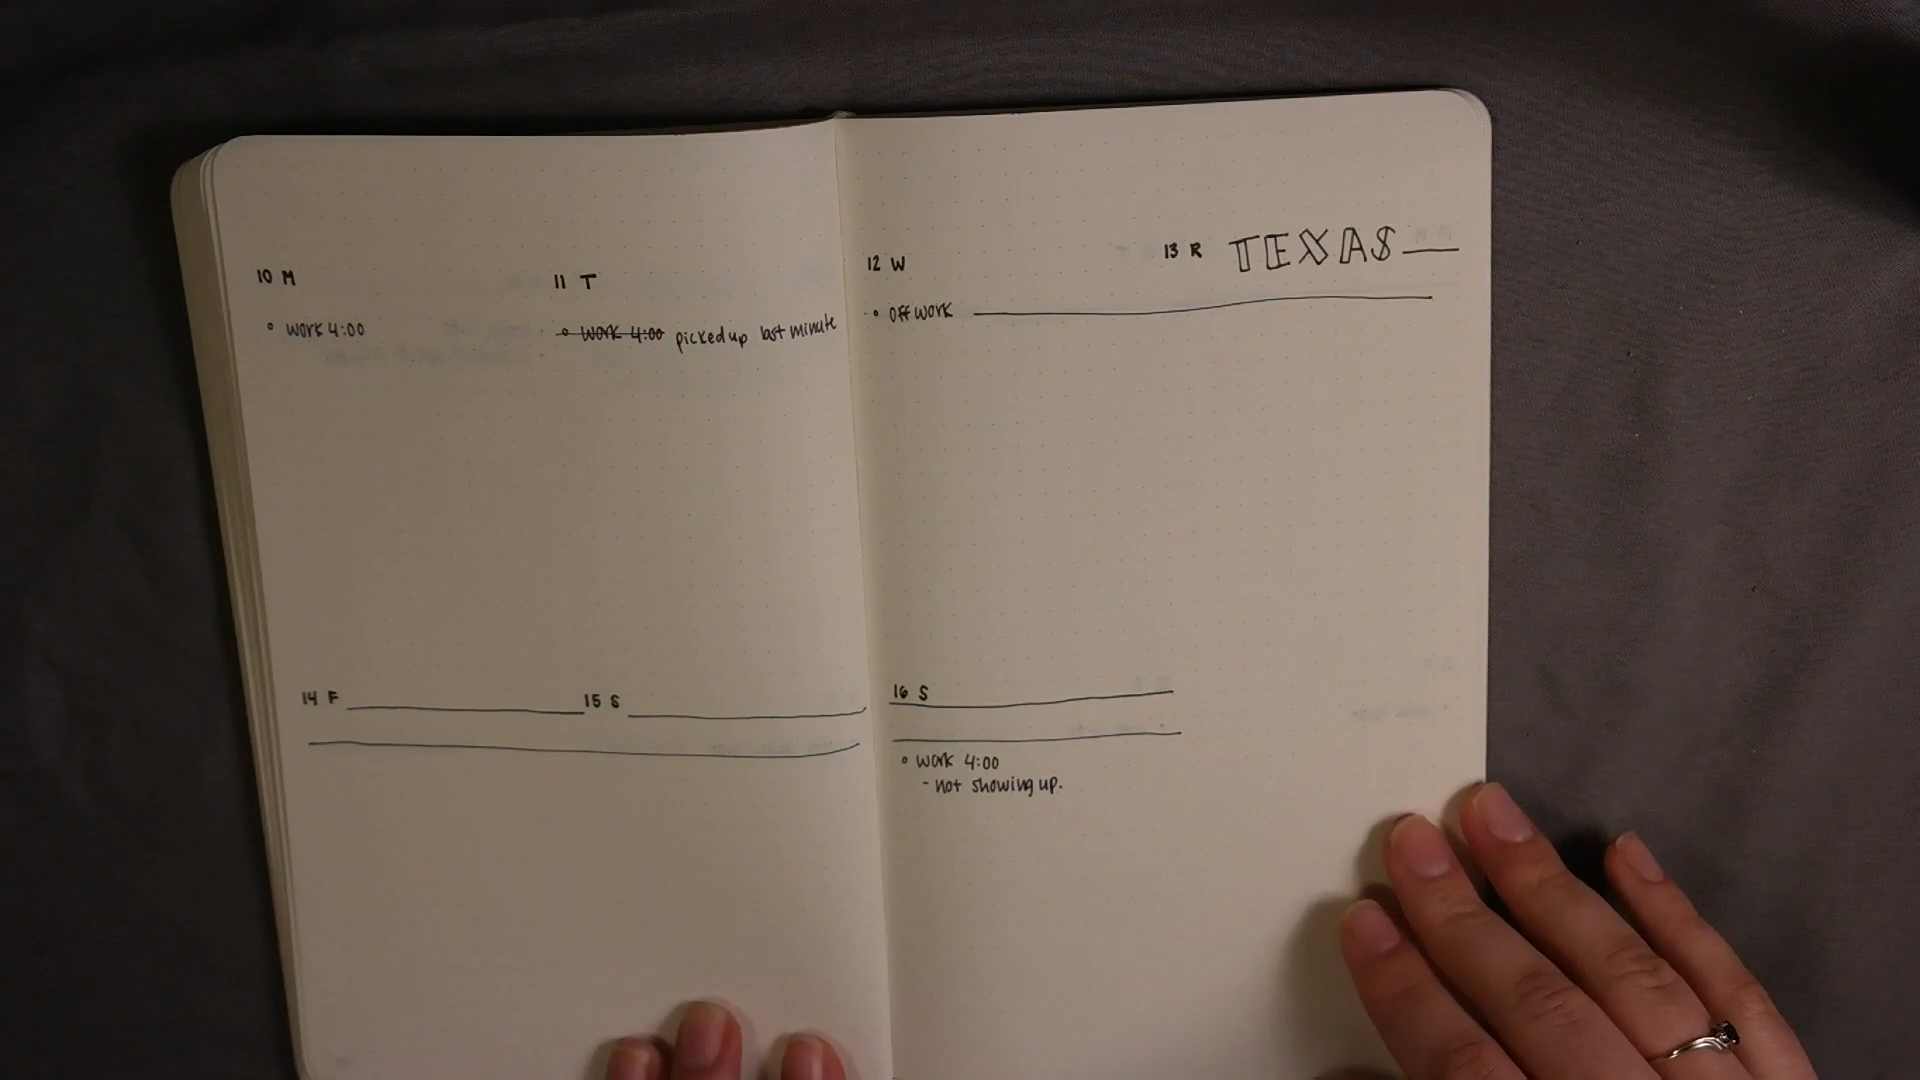 10 M
• work 4:00
11 T
• work 4:00 picked up last minute
12 W
• off work
13 R TEXAS
14 F
15 S
16 S
• work 4:00
- not showing up.